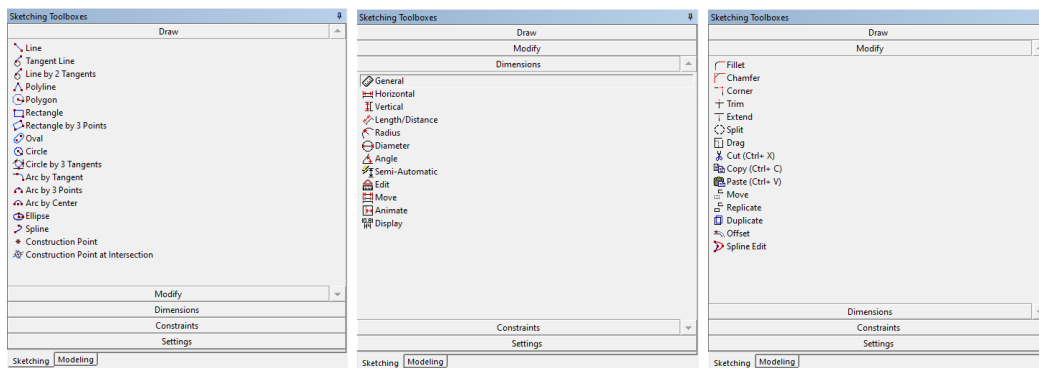 Sketching Toolboxes
Draw
Line
Tangent Line
Line by 2 Tangents
Polyline
Polygon
Rectangle
Rectangle by 3 Points
Oval
Circle
Circle by 3 Tangents
Arc by Tangent
Arc by 3 Points
Arc by Center
Ellipse
Spline
Construction Point
Construction Point at Intersection
Modify
Dimensions
Constraints
Settings
Sketching Modeling
Sketching Toolboxes
Draw
Modify
Dimensions
General
Horizontal
Vertical
Length/Distance
Radius
Diameter
Angle
Semi-Automatic
Edit
Move
Animate
Display
Constraints
Settings
Sketching Modeling
Sketching Toolboxes
Draw
Modify
Fillet
Chamfer
Corner
Trim
Extend
Split
Drag
Cut (Ctrl+ X)
Copy (Ctrl+ C)
Paste (Ctrl+ V)
Move
Replicate
Duplicate
Offset
Spline Edit
Dimensions
Constraints
Settings
Sketching Modeling